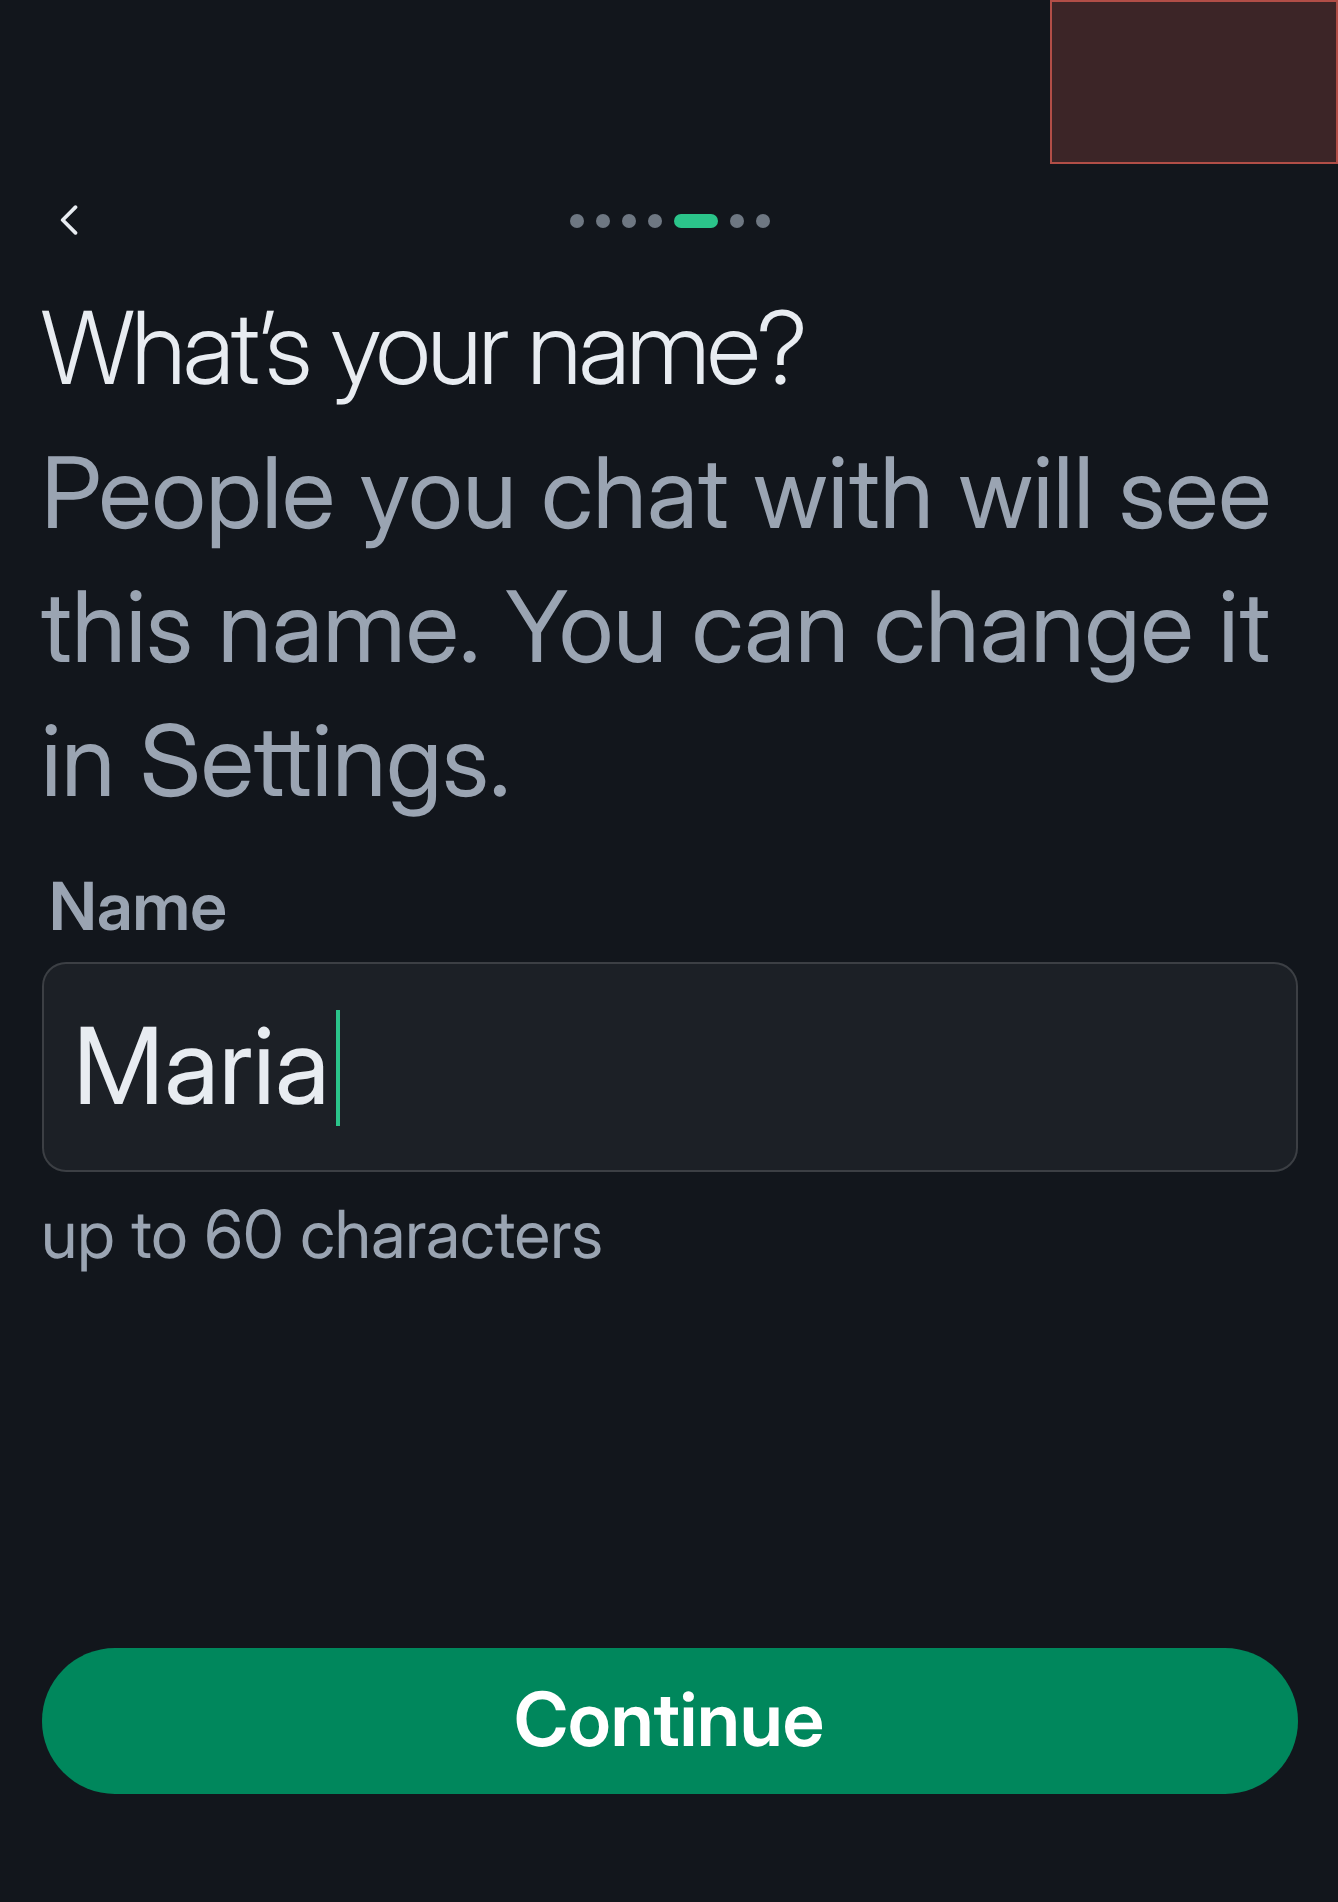 What’s your name?
People you chat with will see
this name. You can change it
in Settings.
Name
Maria
up to 60 characters
Continue